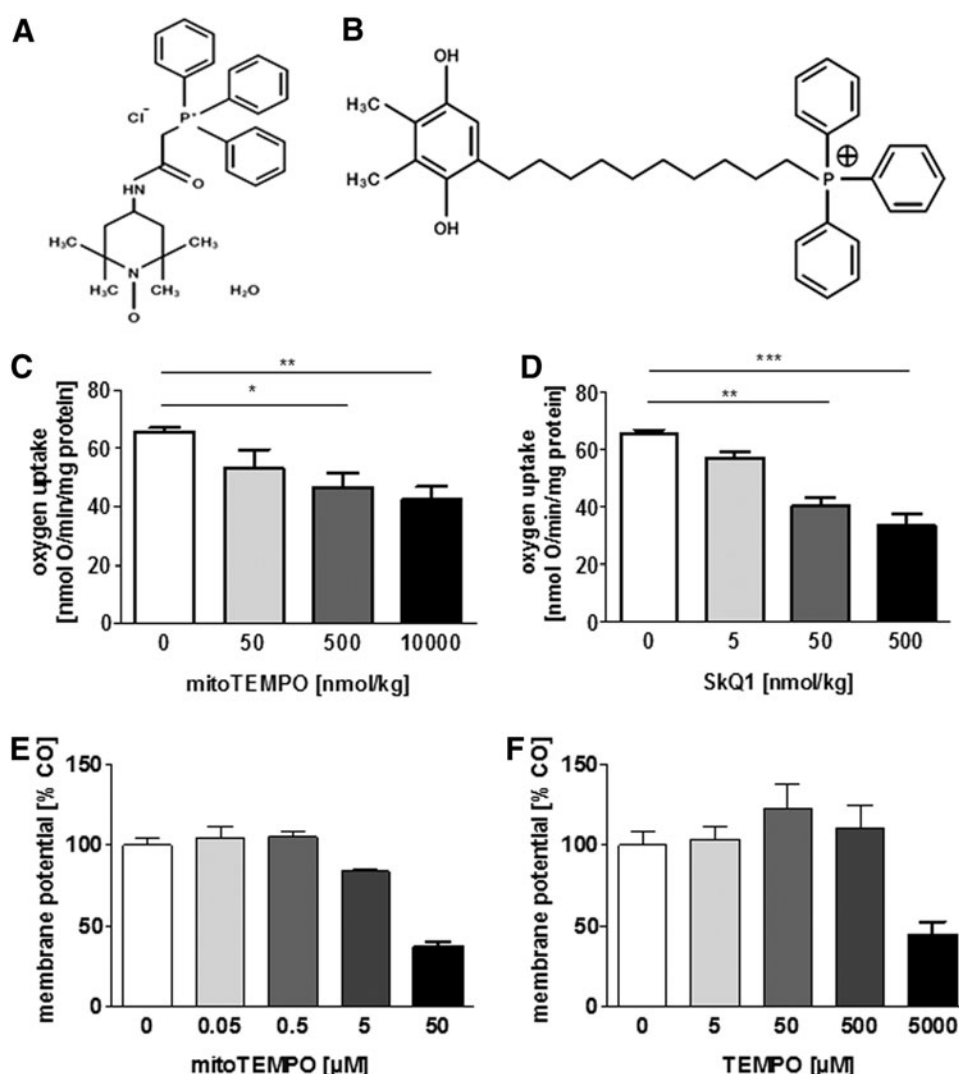 A
Cl⁻
P⁺
HN
O
H₃C
CH₃
N
H₃C
CH₃
O
H₂O
B
OH
H₃C
H₃C
OH
P
⊕
C
**
*
oxygen uptake
[nmol O/min/mg protein]
80
60
40
20
0
0 50 500 10000
mitoTEMPO [nmol/kg]
D
***
**
oxygen uptake
[nmol O/min/mg protein]
80
60
40
20
0
0 5 50 500
SkQ1 [nmol/kg]
E
membrane potential [% CO]
150
100
50
0
0 0.05 0.5 5 50
mitoTEMPO [µM]
F
membrane potential [% CO]
150
100
50
0
0 5 50 500 5000
TEMPO [µM]